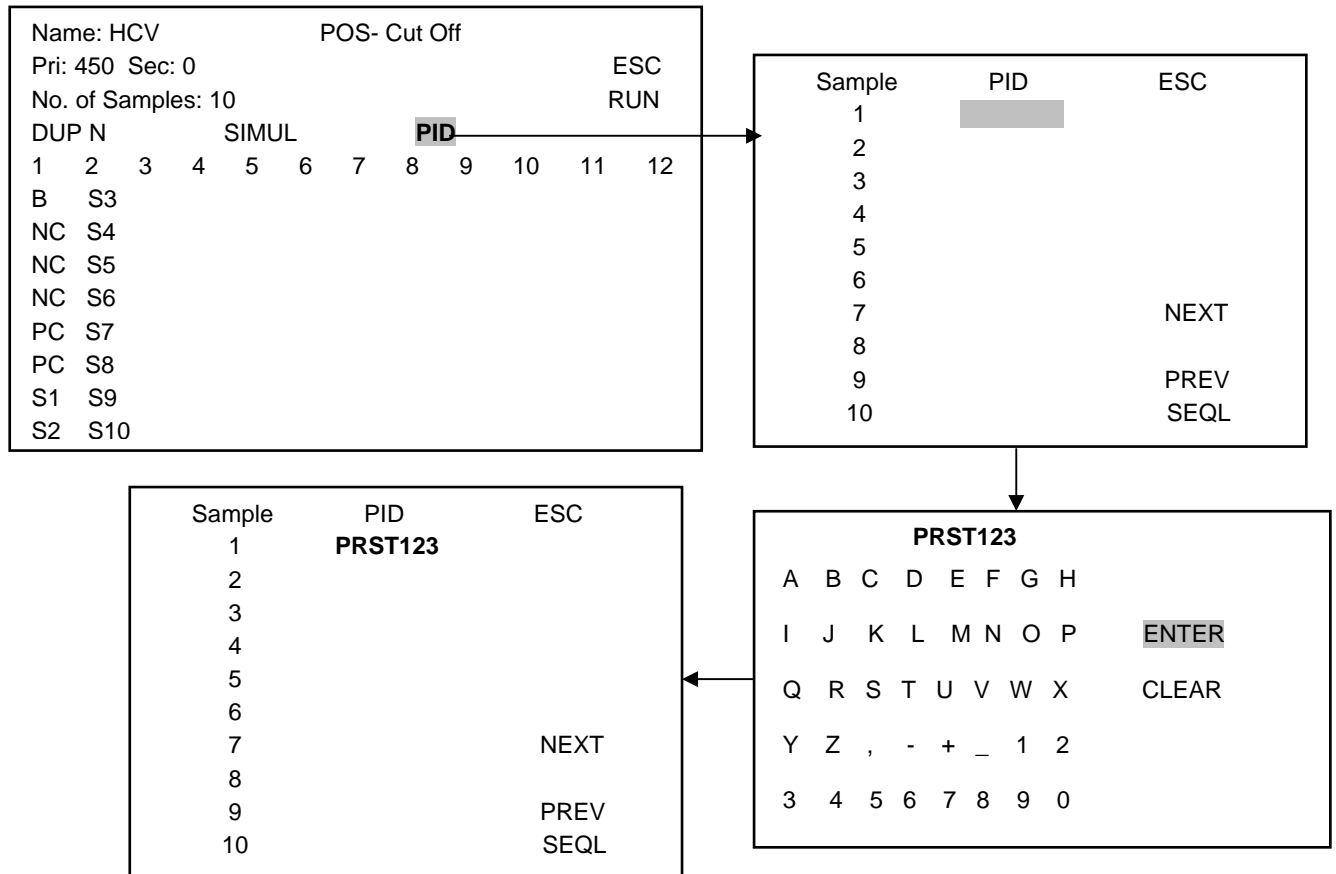 Name: HCV POS- Cut Off
Pri: 450 Sec: 0 ESC
No. of Samples: 10 RUN
DUP N SIMUL PID
1 2 3 4 5 6 7 8 9 10 11 12
B S3
NC S4
NC S5
NC S6
PC S7
PC S8
S1 S9
S2 S10
Sample PID ESC
1
2
3
4
5
6
7 NEXT
8
9 PREV
10 SEQL
PRST123
A B C D E F G H
I J K L M N O P ENTER
Q R S T U V W X CLEAR
Y Z , - + _ 1 2
3 4 5 6 7 8 9 0
Sample PID ESC
1 PRST123
2
3
4
5
6
7 NEXT
8
9 PREV
10 SEQL